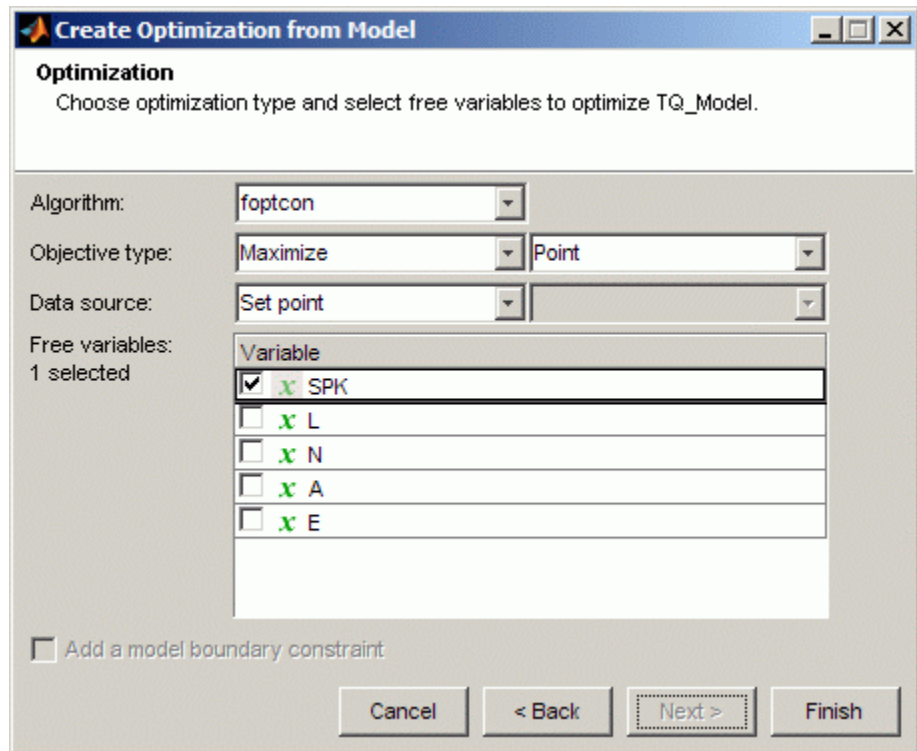 Create Optimization from Model
Optimization
Choose optimization type and select free variables to optimize TQ_Model.
Algorithm: foptcon
Objective type: Maximize Point
Data source: Set point
Free variables:
1 selected
Variable
x SPK
x L
x N
x A
x E
Add a model boundary constraint
Cancel < Back Next > Finish